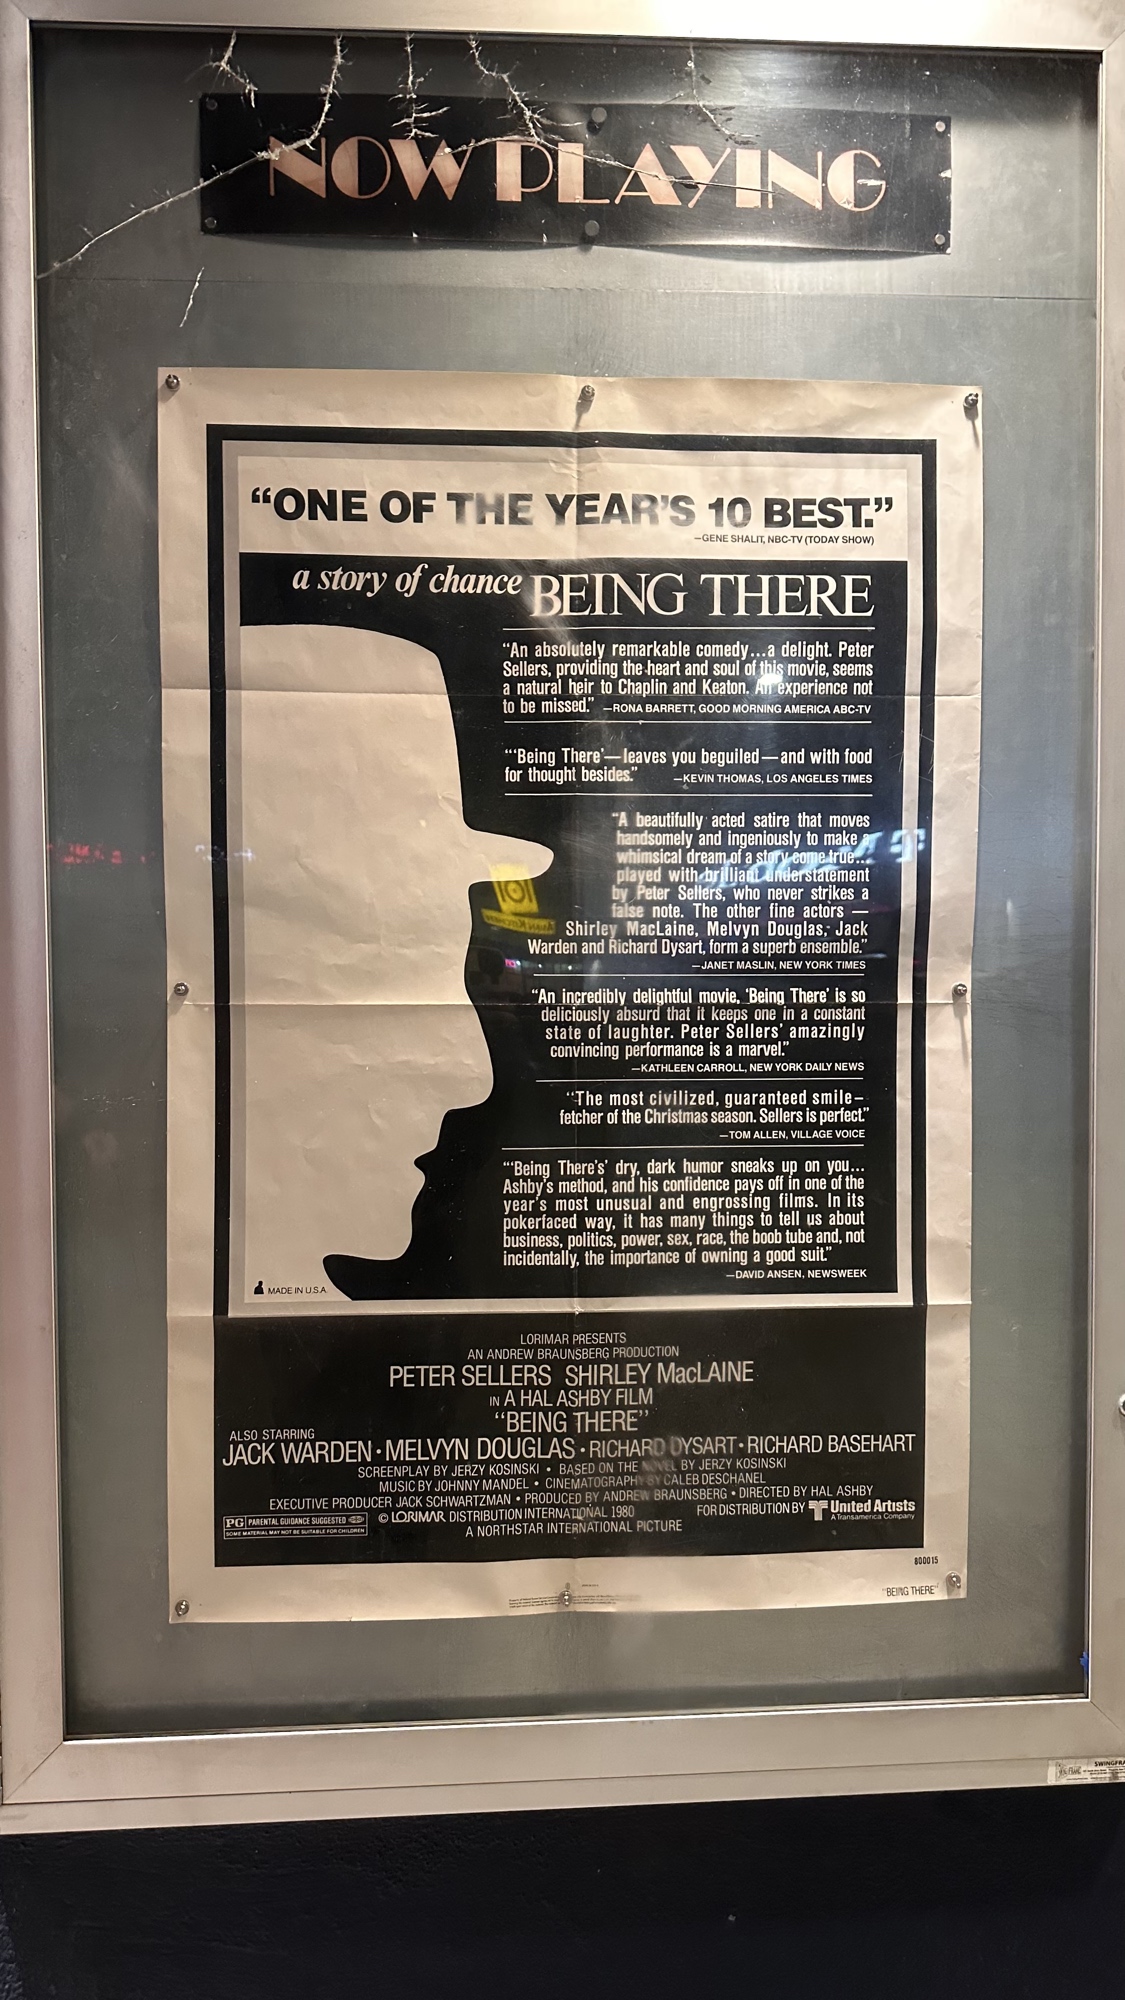 NOW PLAYING
“ONE OF THE YEAR’S 10 BEST.”
—GENE SHALIT, NBC-TV (TODAY SHOW)
a story of chance BEING THERE
“An absolutely remarkable comedy...a delight. Peter
Sellers, providing the heart and soul of this movie, seems
a natural heir to Chaplin and Keaton. An experience not
to be missed.” —RONA BARRETT, GOOD MORNING AMERICA ABC-TV
“‘Being There’—leaves you beguiled—and with food
for thought besides.” —KEVIN THOMAS, LOS ANGELES TIMES
“A beautifully acted satire that moves
handsomely and ingeniously to make a
whimsical dream of a story come true...
played with brilliant understatement
by Peter Sellers, who never strikes a
false note. The other fine actors —
Shirley MacLaine, Melvyn Douglas, Jack
Warden and Richard Dysart, form a superb ensemble.”
—JANET MASLIN, NEW YORK TIMES
“An incredibly delightful movie, ‘Being There’ is so
deliciously absurd that it keeps one in a constant
state of laughter. Peter Sellers’ amazingly
convincing performance is a marvel.”
—KATHLEEN CARROLL, NEW YORK DAILY NEWS
“The most civilized, guaranteed smile–
fetcher of the Christmas season. Sellers is perfect.”
—TOM ALLEN, VILLAGE VOICE
“‘Being There’s’ dry, dark humor sneaks up on you...
Ashby’s method, and his confidence pays off in one of the
year’s most unusual and engrossing films. In its
pokerfaced way, it has many things to tell us about
business, politics, power, sex, race, the boob tube and, not
incidentally, the importance of owning a good suit.”
—DAVID ANSEN, NEWSWEEK
MADE IN U.S.A.
LORIMAR PRESENTS
AN ANDREW BRAUNSBERG PRODUCTION
PETER SELLERS SHIRLEY MacLAINE
IN A HAL ASHBY FILM
“BEING THERE”
ALSO STARRING
JACK WARDEN • MELVYN DOUGLAS • RICHARD DYSART • RICHARD BASEHART
SCREENPLAY BY JERZY KOSINSKI • BASED ON THE NOVEL BY JERZY KOSINSKI
MUSIC BY JOHNNY MANDEL • CINEMATOGRAPHY BY CALEB DESCHANEL
EXECUTIVE PRODUCER JACK SCHWARTZMAN • PRODUCED BY ANDREW BRAUNSBERG • DIRECTED BY HAL ASHBY
PG PARENTAL GUIDANCE SUGGESTED
SOME MATERIAL MAY NOT BE SUITABLE FOR CHILDREN
© LORIMAR DISTRIBUTION INTERNATIONAL 1980
FOR DISTRIBUTION BY United Artists
A Transamerica Company
A NORTHSTAR INTERNATIONAL PICTURE
800015
“BEING THERE”